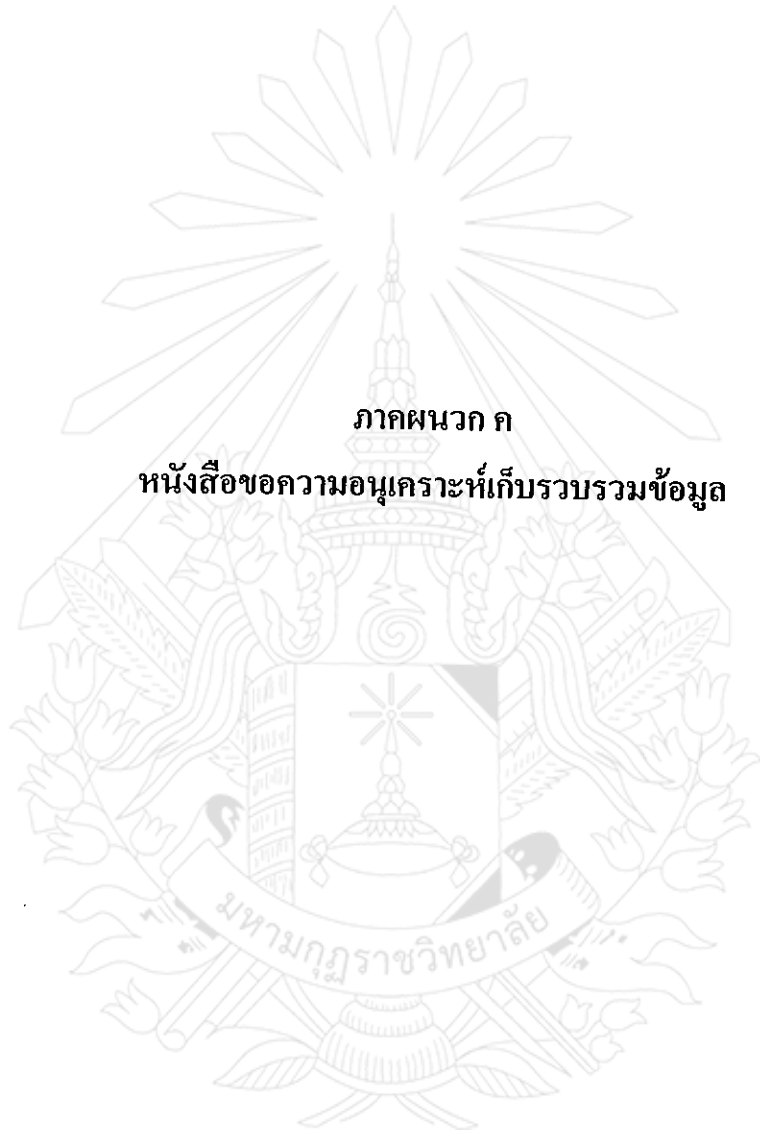 ภาคผนวก ค
หนังสือขอความอนุเคราะห์เก็บรวบรวมข้อมูล
มหามกุฏราชวิทยาลัย